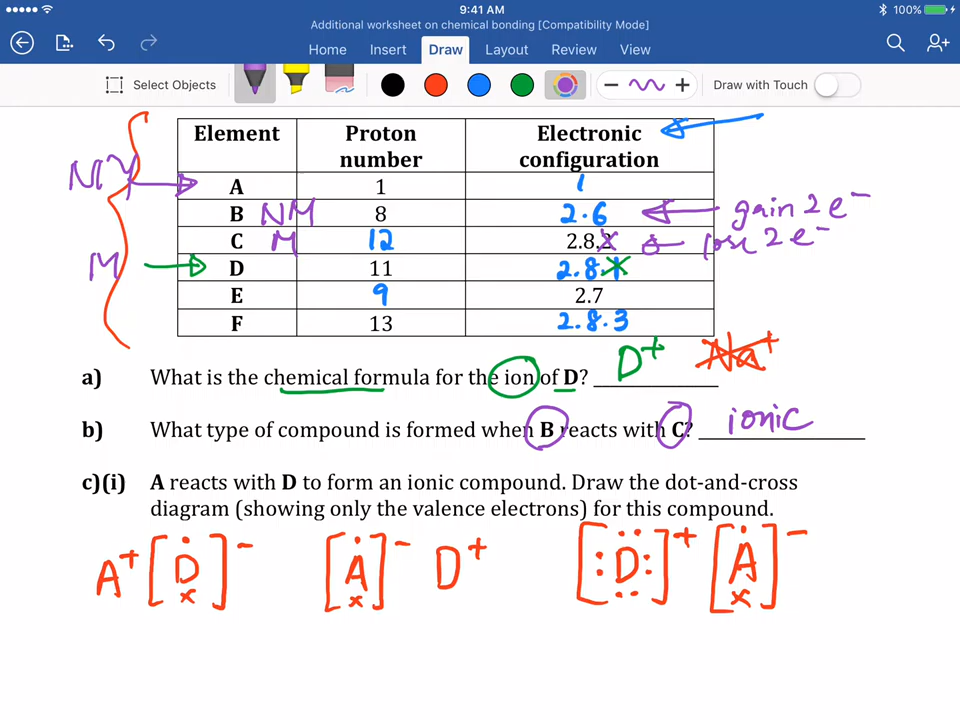 9:41 AM
100%
Additional worksheet on chemical bonding [Compatibility Mode]
Home Insert Draw Layout Review View
Select Objects
Draw with Touch
Element Proton number Electronic configuration
NM
A 1 1
B NM 8 2.6 gain 2 e⁻
C M 12 2.8.2 lose 2 e⁻
M D 11 2.8.1
E 9 2.7
F 13 2.8.3
D⁺ Na⁺
a) What is the chemical formula for the ion of D?
b) What type of compound is formed when B reacts with C? ionic
c)(i) A reacts with D to form an ionic compound. Draw the dot-and-cross
diagram (showing only the valence electrons) for this compound.
A⁺ [D x]⁻ [A x]⁻ D⁺ [D]⁺ [A x]⁻